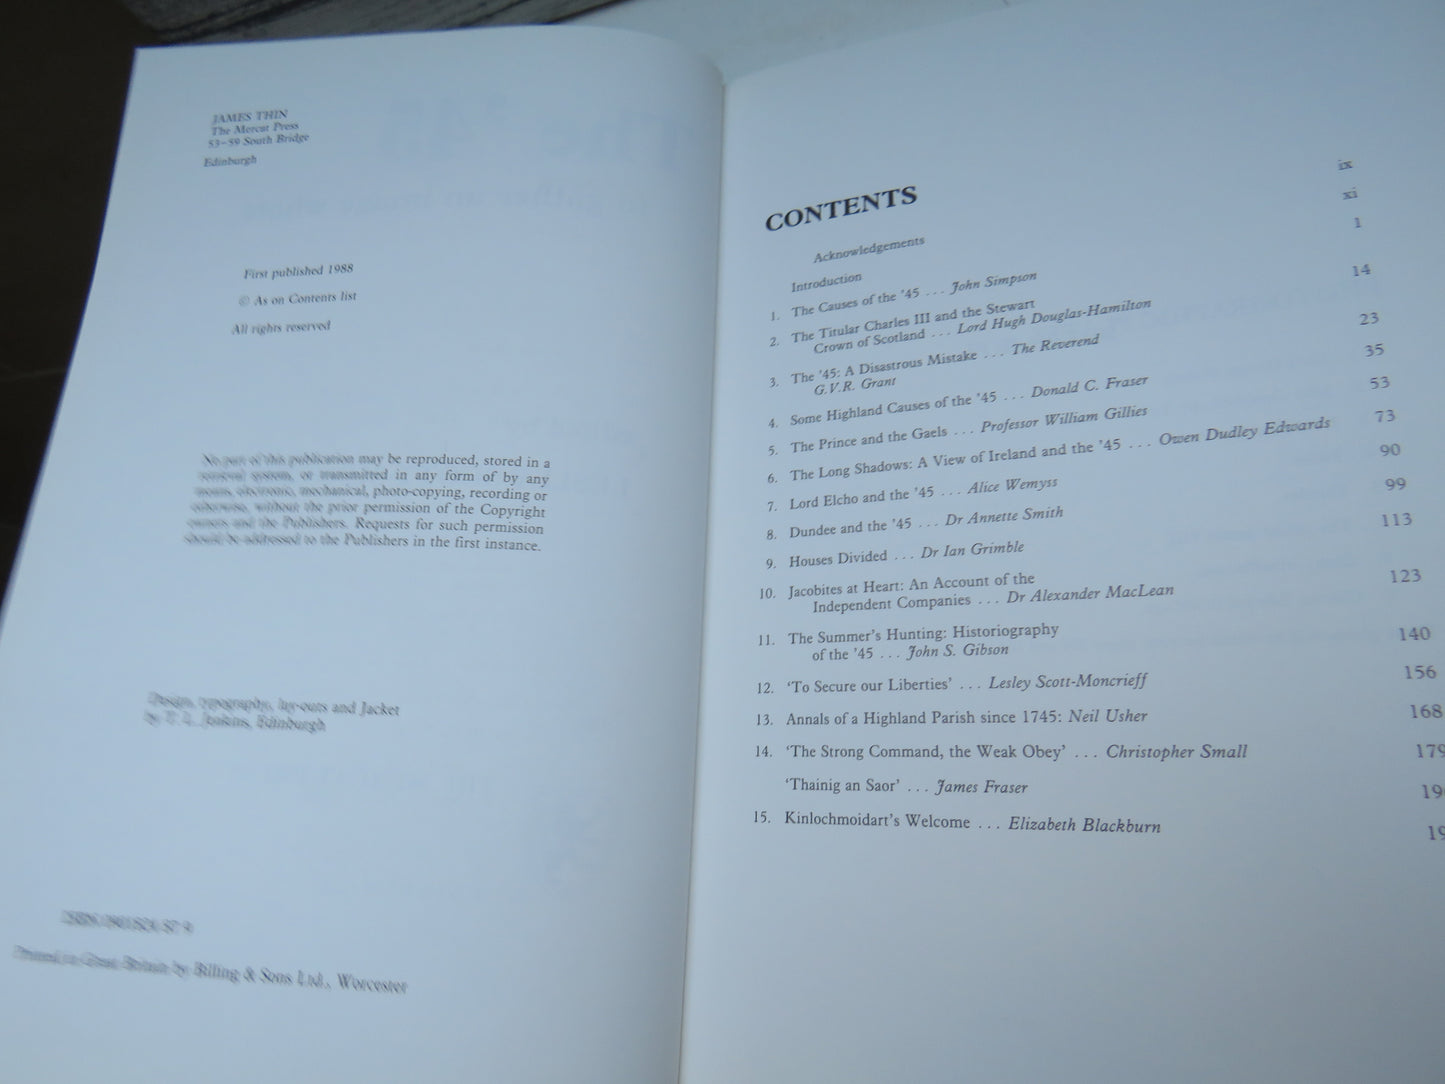 JAMES THIN
The Mercat Press
53–59 South Bridge
Edinburgh
First published 1988
© As on Contents list
All rights reserved
No part of this publication may be reproduced, stored in a
retrieval system, or transmitted in any form of by any
means, electronic, mechanical, photo-copying, recording or
otherwise, without the prior permission of the Copyright
owners and the Publishers. Requests for such permission
should be addressed to the Publishers in the first instance.
Design, typography, lay-outs and Jacket
by Jenkins, Edinburgh
ISBN
Printed in Great Britain by Billing & Sons Ltd., Worcester
CONTENTS
Acknowledgements ix
Introduction xi
1. The Causes of the '45 ... John Simpson 1
2. The Titular Charles III and the Stewart
Crown of Scotland ... Lord Hugh Douglas-Hamilton 14
3. The '45: A Disastrous Mistake ... The Reverend
G.V.R. Grant 23
4. Some Highland Causes of the '45 ... Donald C. Fraser 35
5. The Prince and the Gaels ... Professor William Gillies 53
6. The Long Shadows: A View of Ireland and the '45 ... Owen Dudley Edwards 73
7. Lord Elcho and the '45 ... Alice Wemyss 90
8. Dundee and the '45 ... Dr Annette Smith 99
9. Houses Divided ... Dr Ian Grimble 113
10. Jacobites at Heart: An Account of the
Independent Companies ... Dr Alexander MacLean 123
11. The Summer's Hunting: Historiography
of the '45 ... John S. Gibson 140
12. 'To Secure our Liberties' ... Lesley Scott-Moncrieff 156
13. Annals of a Highland Parish since 1745: Neil Usher 168
14. 'The Strong Command, the Weak Obey' ... Christopher Small 179
'Thainig an Saor' ... James Fraser
15. Kinlochmoidart's Welcome ... Elizabeth Blackburn